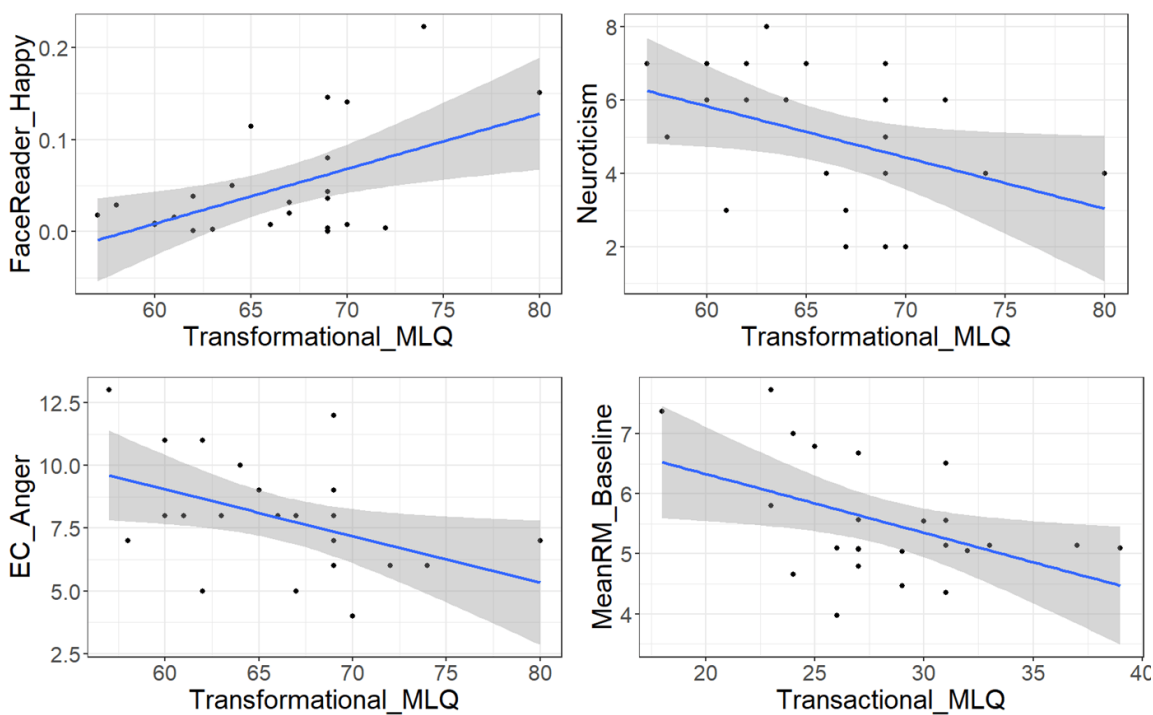 FaceReader_Happy
0.2
0.1
0.0
60 65 70 75 80
Transformational_MLQ
Neuroticism
8
6
4
2
60 65 70 75 80
Transformational_MLQ
EC_Anger
12.5
10.0
7.5
5.0
2.5
60 65 70 75 80
Transformational_MLQ
MeanRM_Baseline
7
6
5
4
20 25 30 35 40
Transactional_MLQ